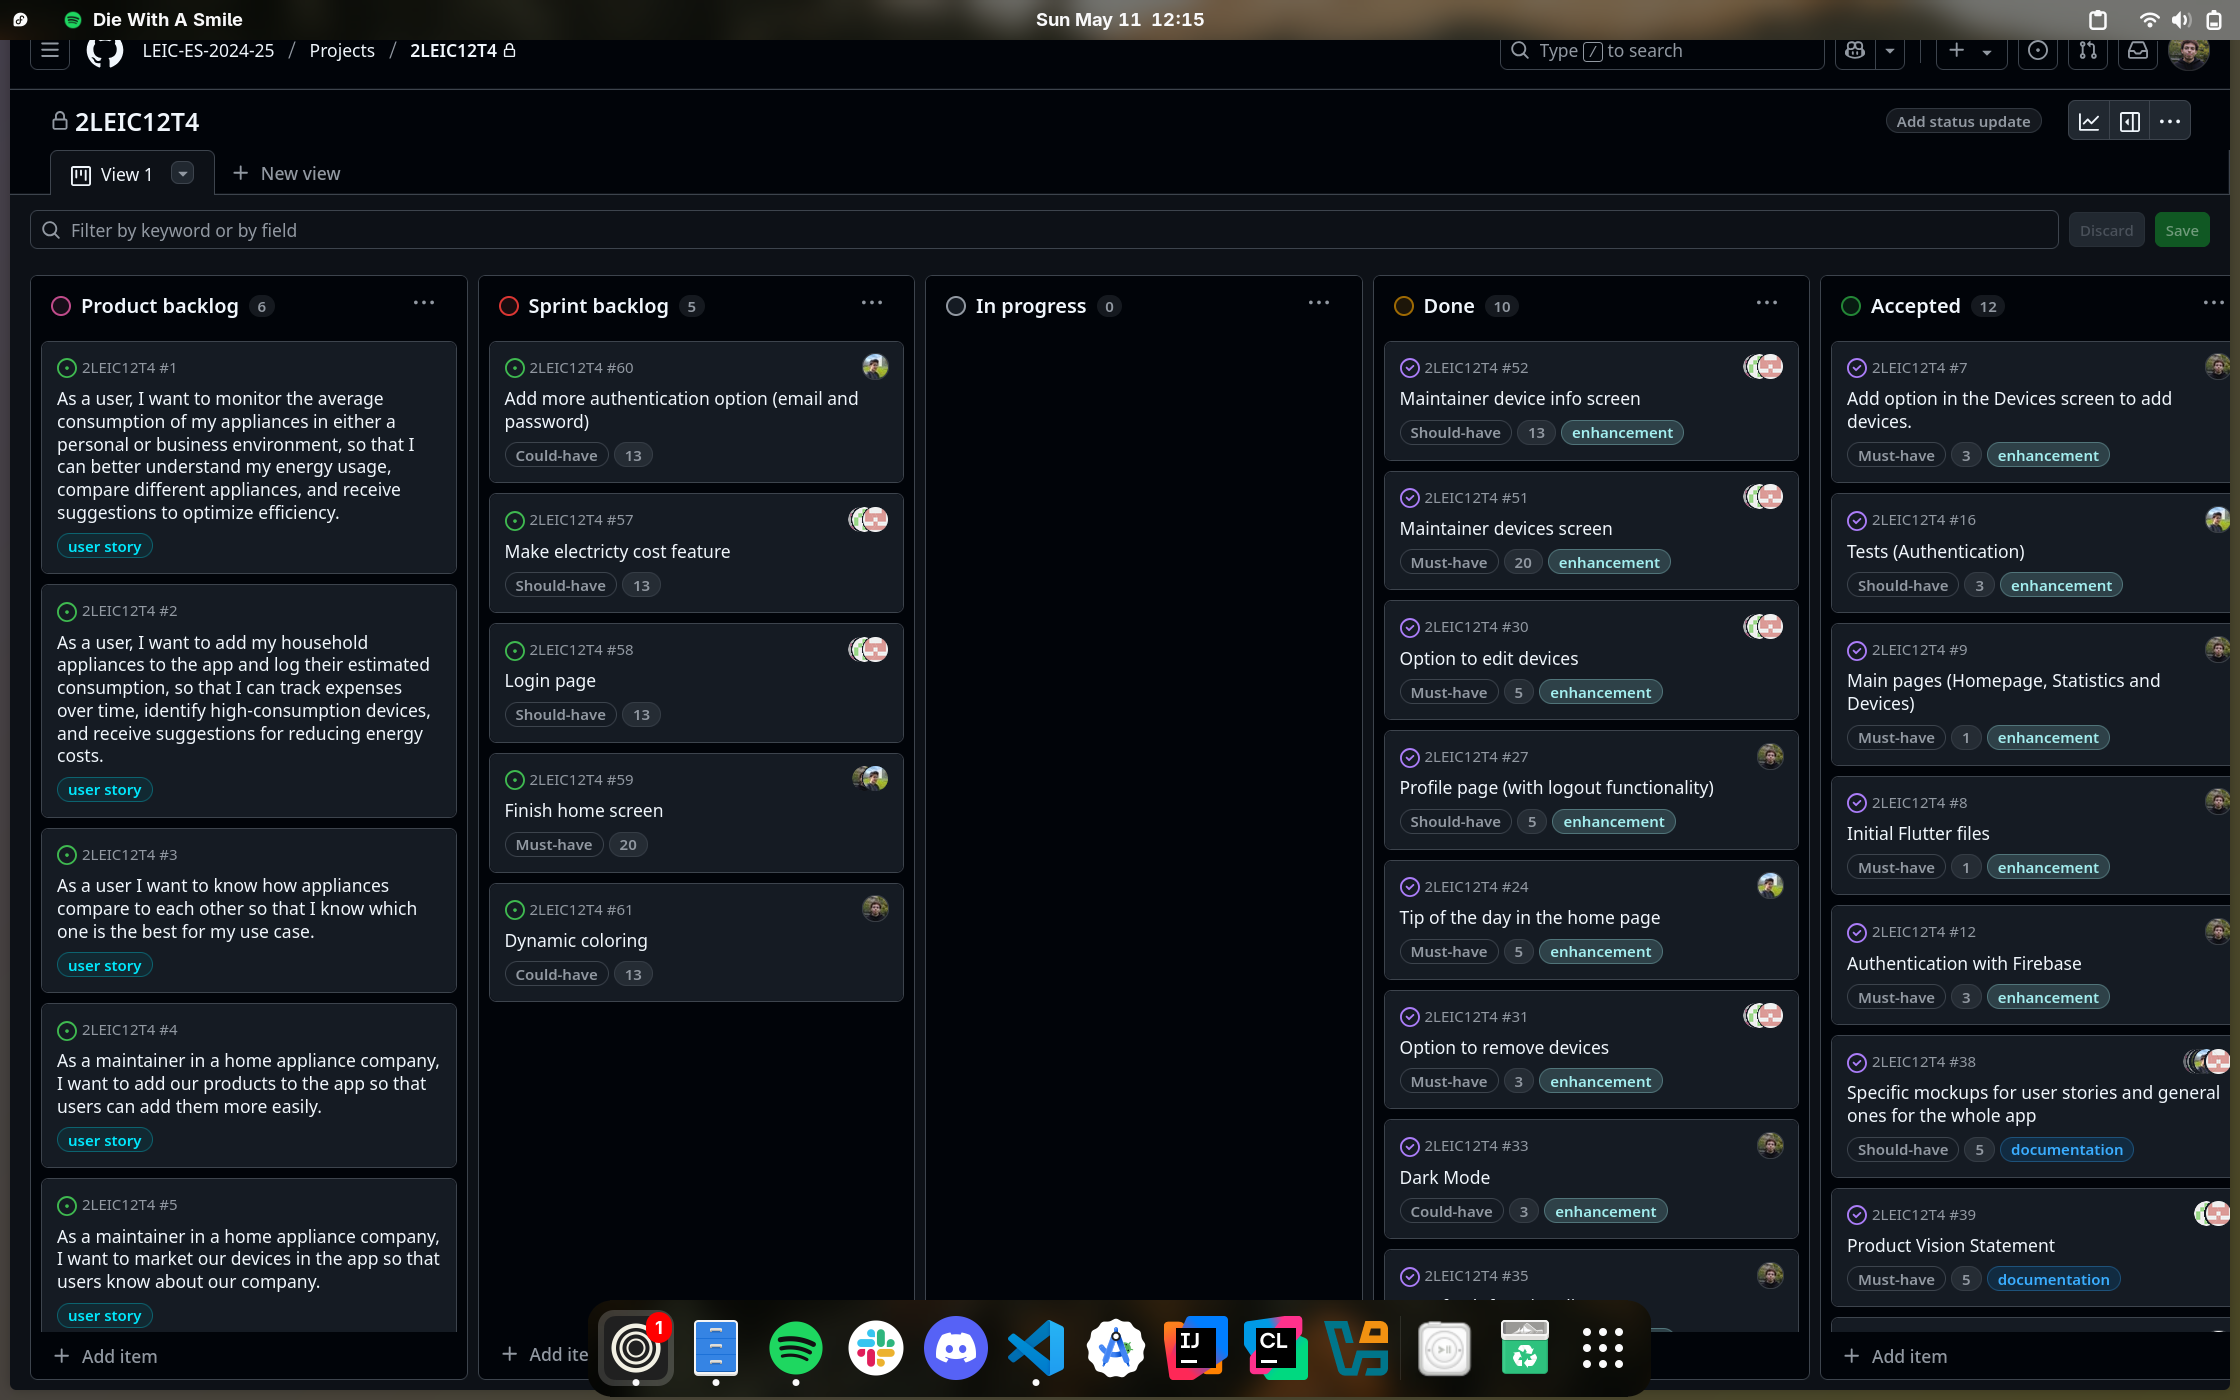 Die With A Smile
Sun May 11 12:15
LEIC-ES-2024-25 / Projects / 2LEIC12T4
Type / to search
2LEIC12T4
Add status update
View 1
New view
Filter by keyword or by field
Discard
Save
Product backlog 6
2LEIC12T4 #1
As a user, I want to monitor the average
consumption of my appliances in either a
personal or business environment, so that I
can better understand my energy usage,
compare different appliances, and receive
suggestions to optimize efficiency.
user story
2LEIC12T4 #2
As a user, I want to add my household
appliances to the app and log their estimated
consumption, so that I can track expenses
over time, identify high-consumption devices,
and receive suggestions for reducing energy
costs.
user story
2LEIC12T4 #3
As a user I want to know how appliances
compare to each other so that I know which
one is the best for my use case.
user story
2LEIC12T4 #4
As a maintainer in a home appliance company,
I want to add our products to the app so that
users can add them more easily.
user story
2LEIC12T4 #5
As a maintainer in a home appliance company,
I want to market our devices in the app so that
users know about our company.
user story
Add item
Sprint backlog 5
2LEIC12T4 #60
Add more authentication option (email and
password)
Could-have 13
2LEIC12T4 #57
Make electricty cost feature
Should-have 13
2LEIC12T4 #58
Login page
Should-have 13
2LEIC12T4 #59
Finish home screen
Must-have 20
2LEIC12T4 #61
Dynamic coloring
Could-have 13
Add ite
In progress 0
Done 10
2LEIC12T4 #52
Maintainer device info screen
Should-have 13 enhancement
2LEIC12T4 #51
Maintainer devices screen
Must-have 20 enhancement
2LEIC12T4 #30
Option to edit devices
Must-have 5 enhancement
2LEIC12T4 #27
Profile page (with logout functionality)
Should-have 5 enhancement
2LEIC12T4 #24
Tip of the day in the home page
Must-have 5 enhancement
2LEIC12T4 #31
Option to remove devices
Must-have 3 enhancement
2LEIC12T4 #33
Dark Mode
Could-have 3 enhancement
2LEIC12T4 #35
Accepted 12
2LEIC12T4 #7
Add option in the Devices screen to add
devices.
Must-have 3 enhancement
2LEIC12T4 #16
Tests (Authentication)
Should-have 3 enhancement
2LEIC12T4 #9
Main pages (Homepage, Statistics and
Devices)
Must-have 1 enhancement
2LEIC12T4 #8
Initial Flutter files
Must-have 1 enhancement
2LEIC12T4 #12
Authentication with Firebase
Must-have 3 enhancement
2LEIC12T4 #38
Specific mockups for user stories and general
ones for the whole app
Should-have 5 documentation
2LEIC12T4 #39
Product Vision Statement
Must-have 5 documentation
Add item
1
IJ
CL